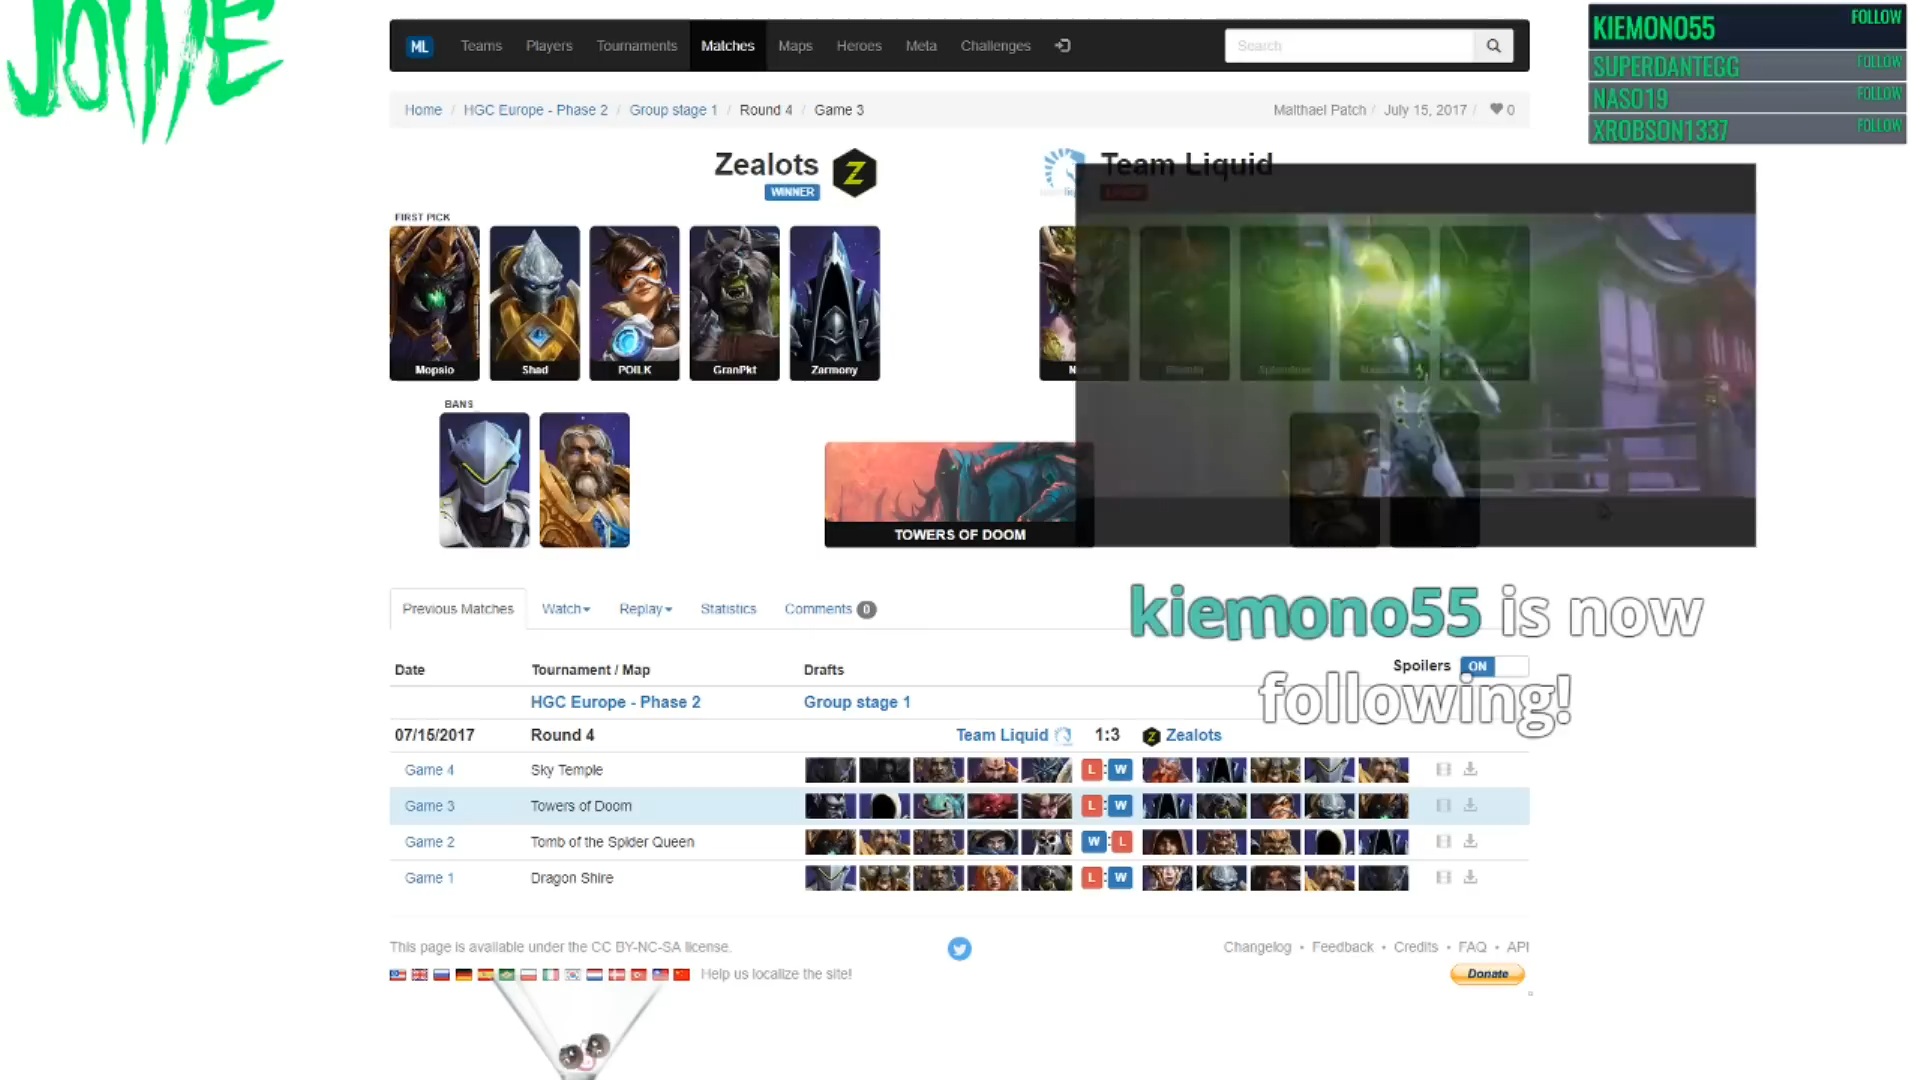 JOWE
KIEMONO55 FOLLOW
SUPERDANTEGG FOLLOW
NASO19 FOLLOW
XROBSON1337 FOLLOW
ML Teams Players Tournaments Matches Maps Heroes Meta Challenges Search
Home / HGC Europe - Phase 2 / Group stage 1 / Round 4 / Game 3 Malthael Patch / July 15, 2017 / 0
Zealots Z Team Liquid
WINNER
FIRST PICK
Mopsio Shad POILK GranPkt Zarmony
BANS
TOWERS OF DOOM
Previous Matches Watch Replay Statistics Comments 0
kiemono55 is now
following!
Spoilers ON
Date Tournament / Map Drafts
HGC Europe - Phase 2 Group stage 1
07/15/2017 Round 4 Team Liquid 1:3 Z Zealots
Game 4 Sky Temple L : W
Game 3 Towers of Doom L : W
Game 2 Tomb of the Spider Queen W : L
Game 1 Dragon Shire L : W
This page is available under the CC BY-NC-SA license. Changelog • Feedback • Credits • FAQ • API
Help us localize the site! Donate